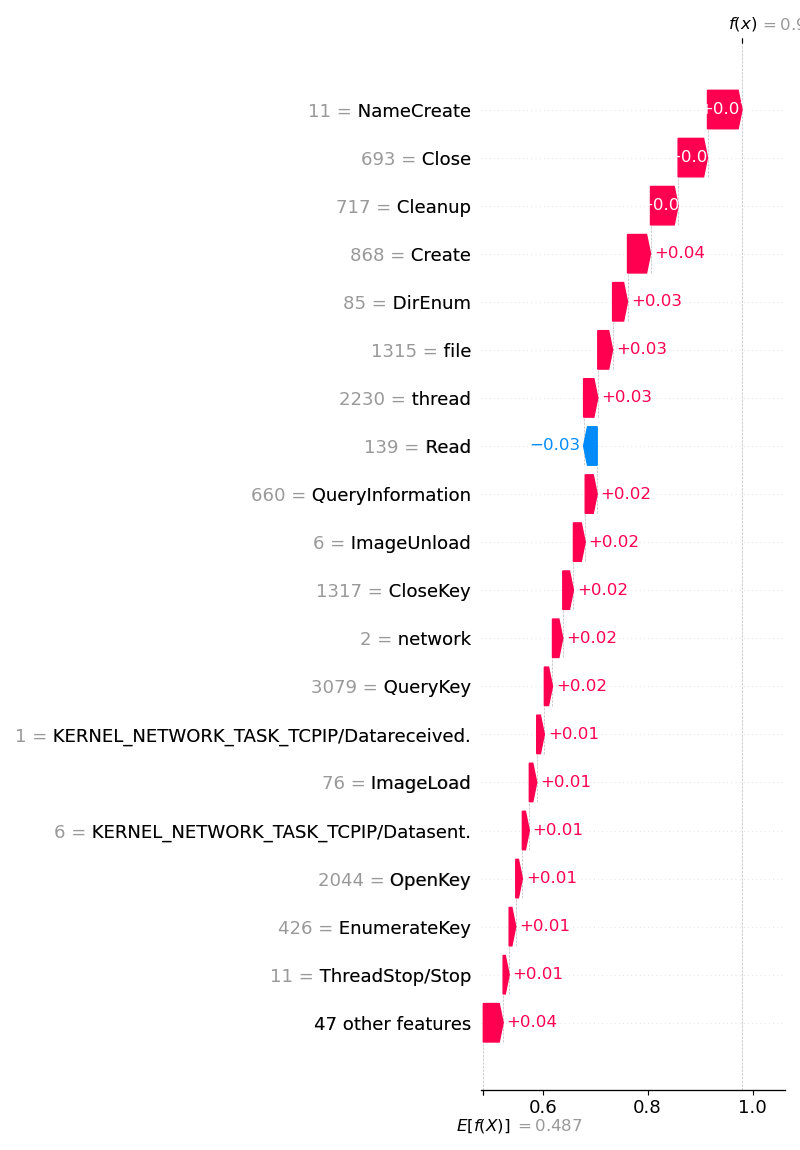 f(x) = 0.9
11 = NameCreate +0.0
693 = Close +0.0
717 = Cleanup +0.0
868 = Create +0.04
85 = DirEnum +0.03
1315 = file +0.03
2230 = thread +0.03
139 = Read −0.03
660 = QueryInformation +0.02
6 = ImageUnload +0.02
1317 = CloseKey +0.02
2 = network +0.02
3079 = QueryKey +0.02
1 = KERNEL_NETWORK_TASK_TCPIP/Datareceived. +0.01
76 = ImageLoad +0.01
6 = KERNEL_NETWORK_TASK_TCPIP/Datasent. +0.01
2044 = OpenKey +0.01
426 = EnumerateKey +0.01
11 = ThreadStop/Stop +0.01
47 other features +0.04
0.6 0.8 1.0
E[f(X)] = 0.487